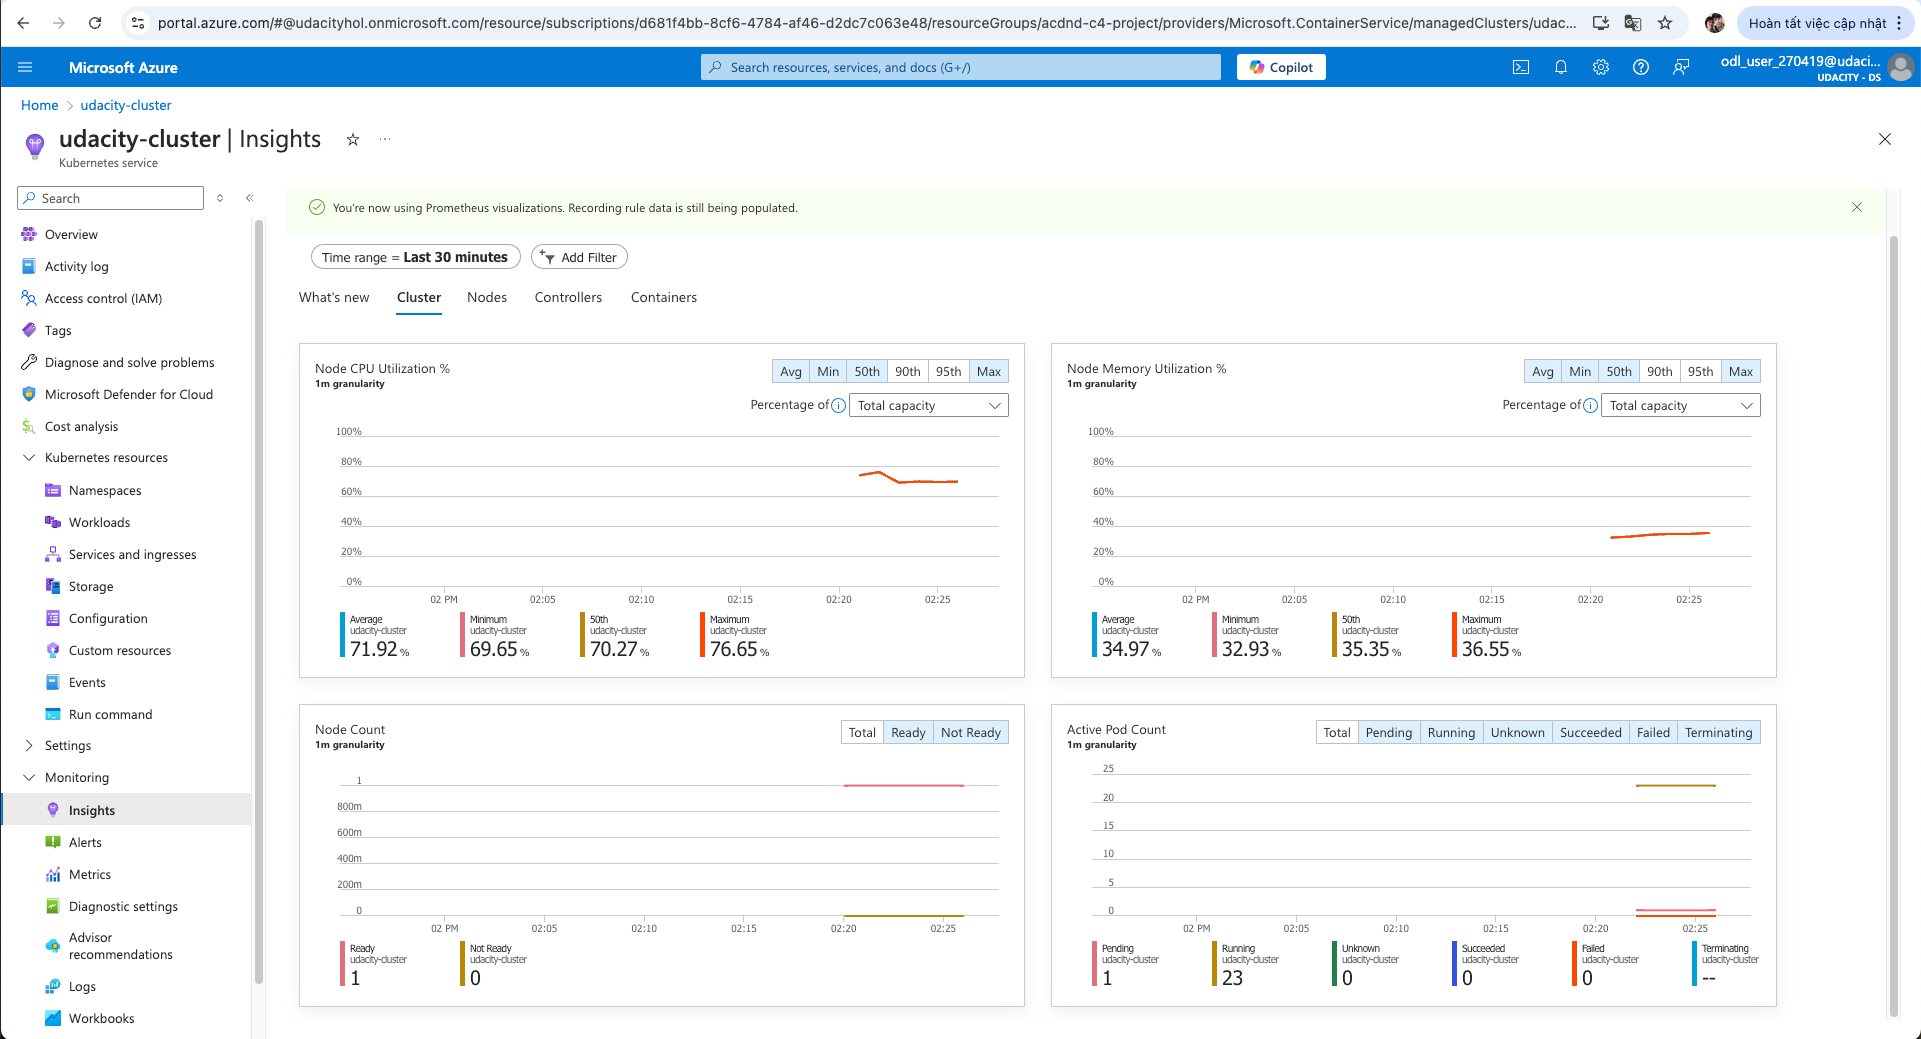 portal.azure.com/#@udacityhol.onmicrosoft.com/resource/subscriptions/d681f4bb-8cf6-4784-af46-d2dc7c063e48/resourceGroups/acdnd-c4-project/providers/Microsoft.ContainerService/managedClusters/udac...
Hoàn tất việc cập nhật
Microsoft Azure
Search resources, services, and docs (G+/)
Copilot
odl_user_270419@udaci...
UDACITY - DS
Home > udacity-cluster
udacity-cluster | Insights
Kubernetes service
Search
Overview
Activity log
Access control (IAM)
Tags
Diagnose and solve problems
Microsoft Defender for Cloud
Cost analysis
Kubernetes resources
Namespaces
Workloads
Services and ingresses
Storage
Configuration
Custom resources
Events
Run command
Settings
Monitoring
Insights
Alerts
Metrics
Diagnostic settings
Advisor
recommendations
Logs
Workbooks
You're now using Prometheus visualizations. Recording rule data is still being populated.
Time range = Last 30 minutes
Add Filter
What's new
Cluster
Nodes
Controllers
Containers
Node CPU Utilization %
1m granularity
Avg Min 50th 90th 95th Max
Percentage of Total capacity
100%
80%
60%
40%
20%
0%
02 PM 02:05 02:10 02:15 02:20 02:25
Average
udacity-cluster
71.92 %
Minimum
udacity-cluster
69.65 %
50th
udacity-cluster
70.27 %
Maximum
udacity-cluster
76.65 %
Node Memory Utilization %
1m granularity
Avg Min 50th 90th 95th Max
Percentage of Total capacity
100%
80%
60%
40%
20%
0%
02 PM 02:05 02:10 02:15 02:20 02:25
Average
udacity-cluster
34.97 %
Minimum
udacity-cluster
32.93 %
50th
udacity-cluster
35.35 %
Maximum
udacity-cluster
36.55 %
Node Count
1m granularity
Total Ready Not Ready
1
800m
600m
400m
200m
0
02 PM 02:05 02:10 02:15 02:20 02:25
Ready
udacity-cluster
1
Not Ready
udacity-cluster
0
Active Pod Count
1m granularity
Total Pending Running Unknown Succeeded Failed Terminating
25
20
15
10
5
0
02 PM 02:05 02:10 02:15 02:20 02:25
Pending
udacity-cluster
1
Running
udacity-cluster
23
Unknown
udacity-cluster
0
Succeeded
udacity-cluster
0
Failed
udacity-cluster
0
Terminating
udacity-cluster
--